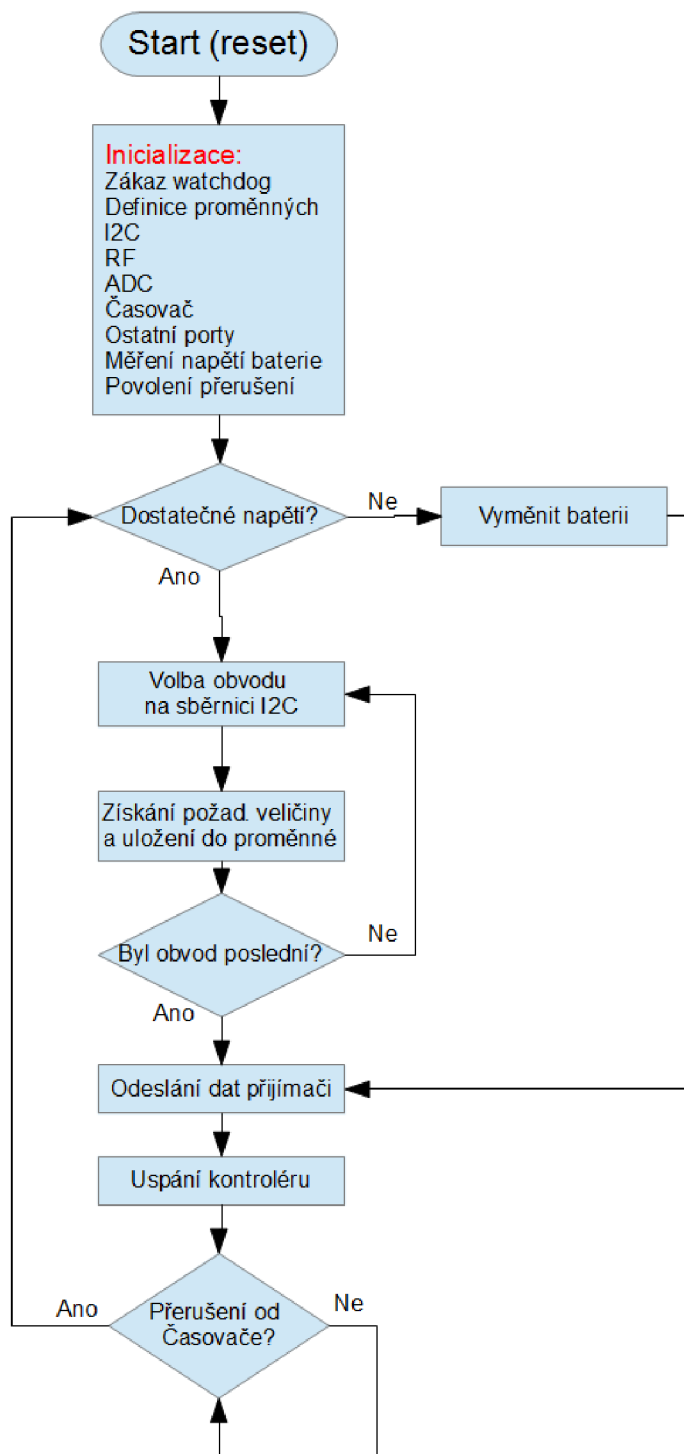 Start (reset)
Inicializace:
Zákaz watchdog
Definice proměnných
I2C
RF
ADC
Časovač
Ostatní porty
Měření napětí baterie
Povolení přerušení
Dostatečné napětí?
Ne
Vyměnit baterii
Ano
Volba obvodu
na sběrnici I2C
Získání požad. veličiny
a uložení do proměnné
Byl obvod poslední?
Ne
Ano
Odeslání dat přijímači
Uspání kontroléru
Ano
Přerušení od
Časovače?
Ne